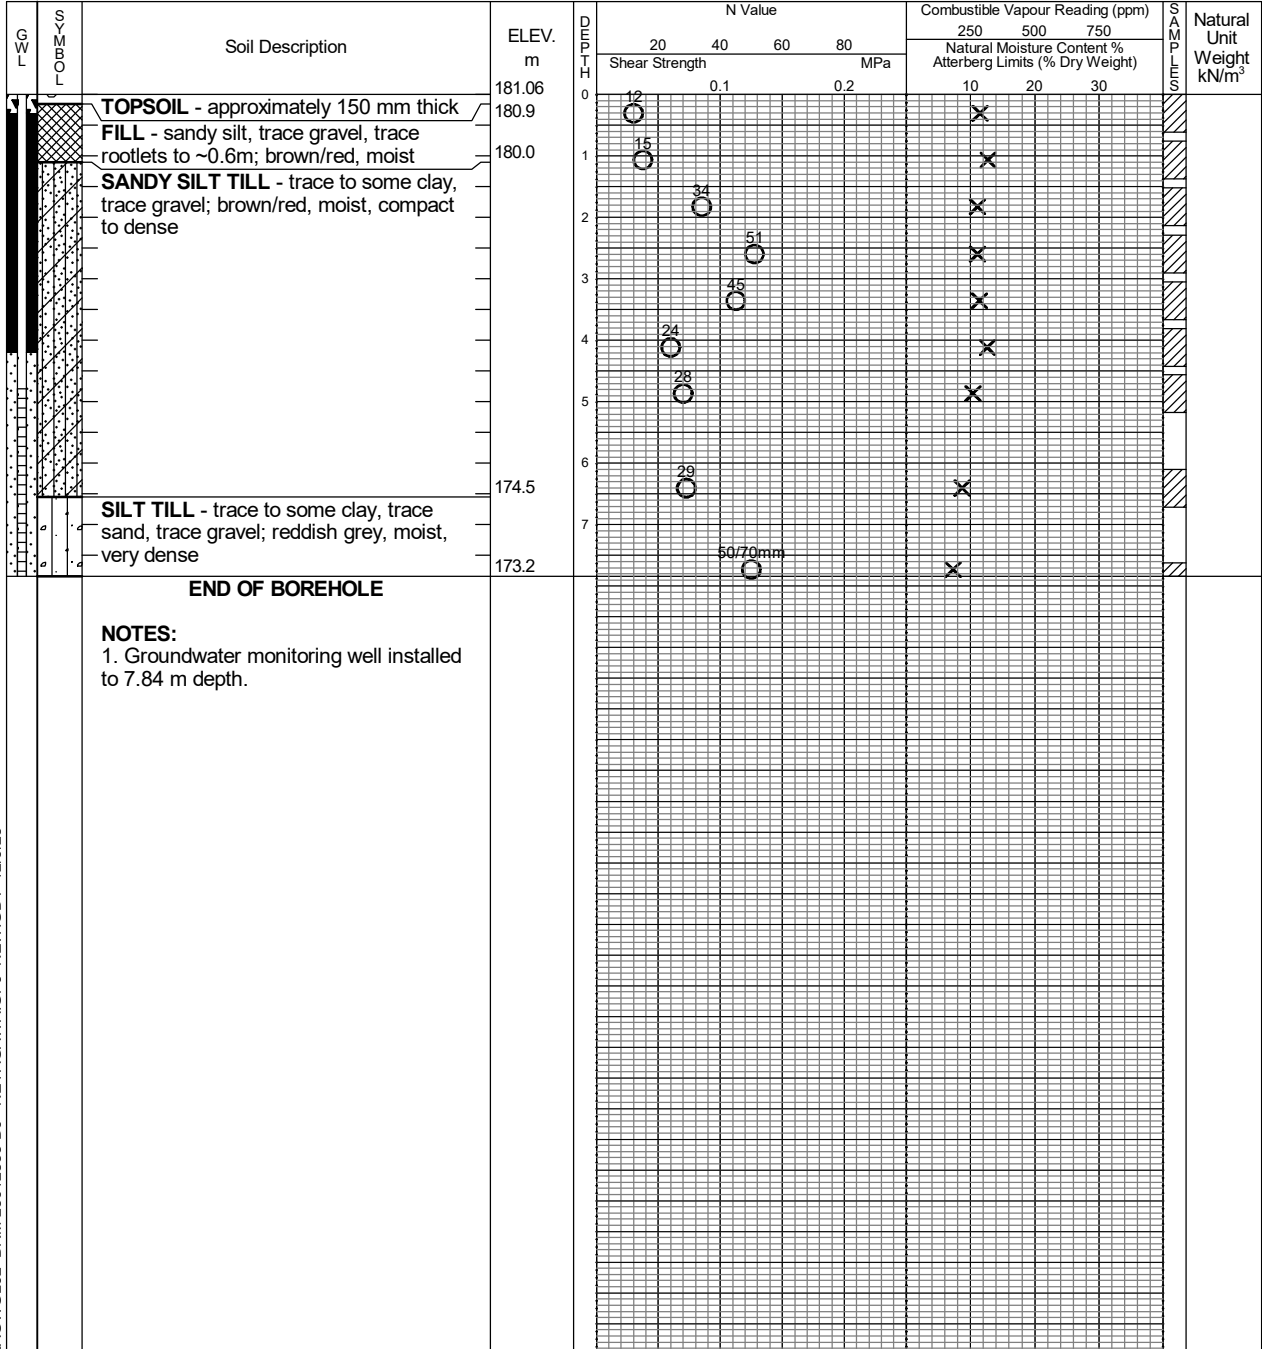 GWL
SYMBOL
Soil Description
ELEV.
m
DEPTH
N Value
20 40 60 80
Shear Strength MPa
0.1 0.2
Combustible Vapour Reading (ppm)
250 500 750
Natural Moisture Content %
Atterberg Limits (% Dry Weight)
10 20 30
SAMPLES
Natural
Unit
Weight
kN/m³
181.06
0
TOPSOIL - approximately 150 mm thick
180.9
12
FILL - sandy silt, trace gravel, trace
rootlets to ~0.6m; brown/red, moist
180.0
1
15
SANDY SILT TILL - trace to some clay,
trace gravel; brown/red, moist, compact
to dense
34
2
51
3
45
4
24
28
5
6
29
174.5
SILT TILL - trace to some clay, trace
sand, trace gravel; reddish grey, moist,
very dense
7
50/70mm
173.2
END OF BOREHOLE
NOTES:
1. Groundwater monitoring well installed
to 7.84 m depth.